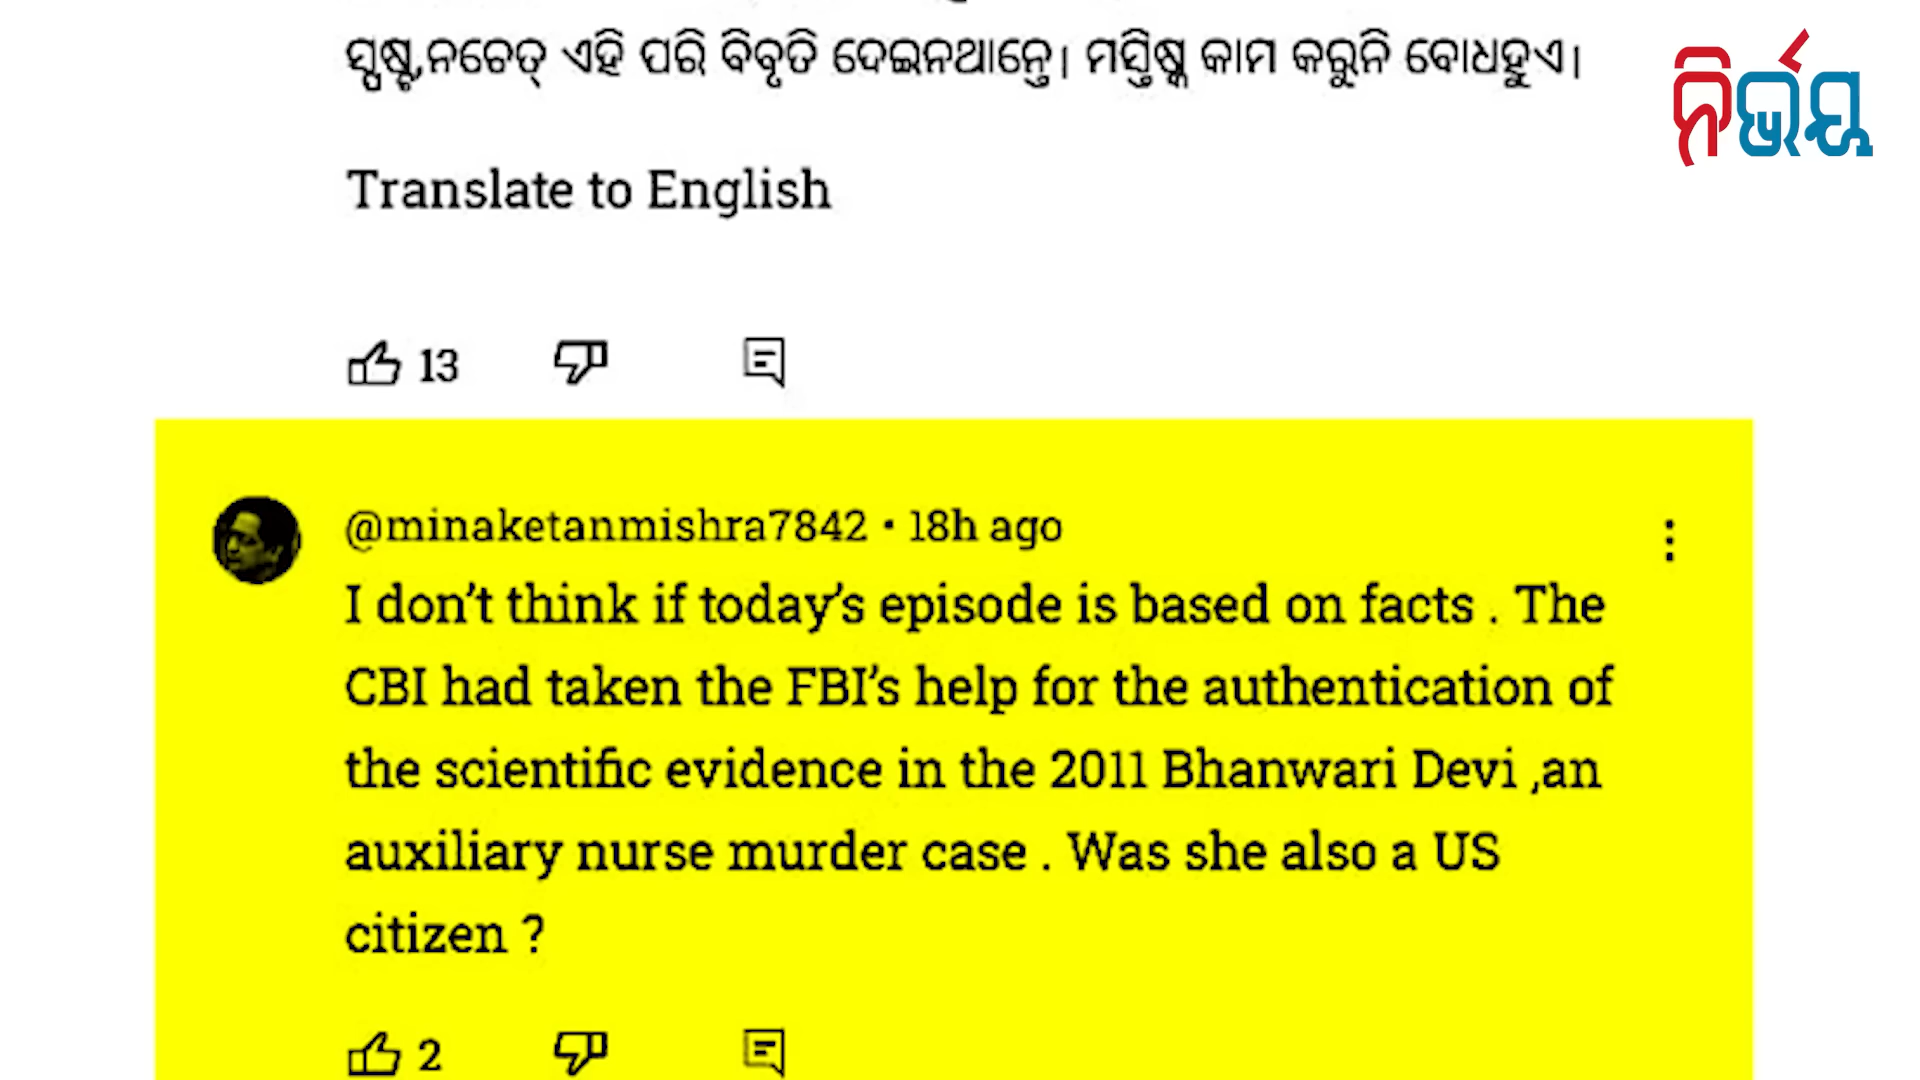 ସ୍ପଷ୍ଟ,ନଚେତ୍ ଏହି ପରି ବିବୃତି ଦେଇନଥାନ୍ତେ। ମସ୍ତିଷ୍କ କାମ କରୁନି ବୋଧହୁଏ।
ନିର୍ଭୟ
Translate to English
13
@minaketanmishra7842 • 18h ago
I don’t think if today’s episode is based on facts . The
CBI had taken the FBI’s help for the authentication of
the scientific evidence in the 2011 Bhanwari Devi ,an
auxiliary nurse murder case . Was she also a US
citizen ?
2